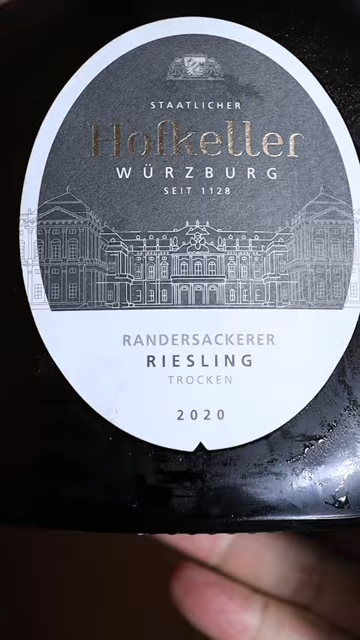 STAATLICHER
Hofkeller
WÜRZBURG
SEIT 1128
RANDERSACKERER
RIESLING
TROCKEN
2020